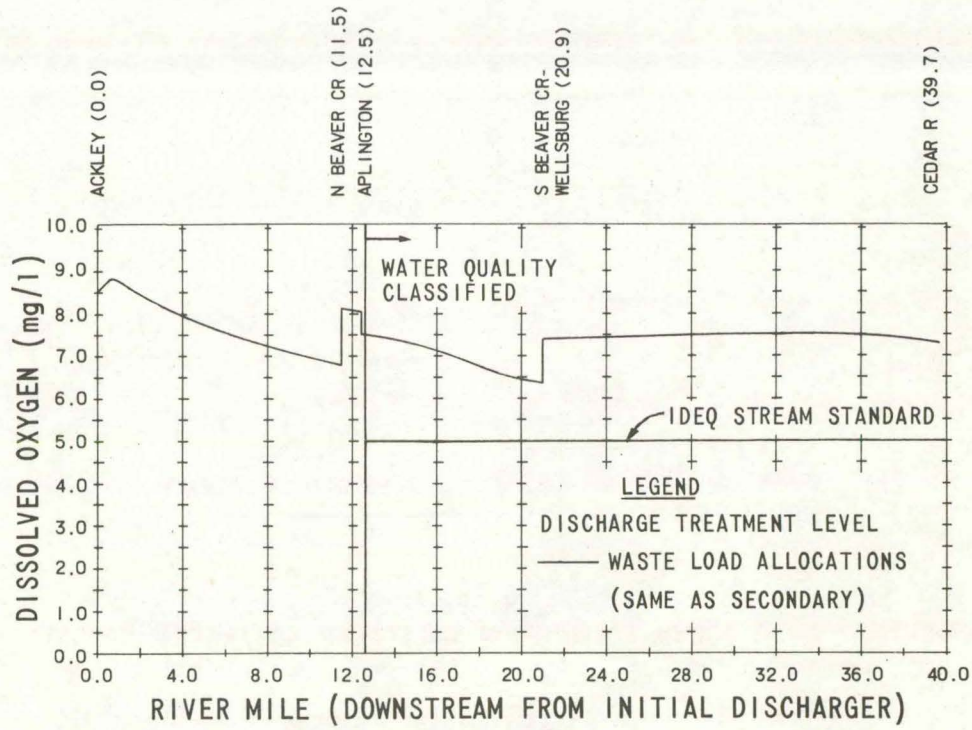 ACKLEY (0.0)
N BEAVER CR (11.5)
APLINGTON (12.5)
S BEAVER CR-
WELLSBURG (20.9)
CEDAR R (39.7)
DISSOLVED OXYGEN (mg/l)
10.0
9.0
8.0
7.0
6.0
5.0
4.0
3.0
2.0
1.0
0.0
WATER QUALITY
CLASSIFIED
IDEQ STREAM STANDARD
LEGEND
DISCHARGE TREATMENT LEVEL
WASTE LOAD ALLOCATIONS
(SAME AS SECONDARY)
0.0 4.0 8.0 12.0 16.0 20.0 24.0 28.0 32.0 36.0 40.0
RIVER MILE (DOWNSTREAM FROM INITIAL DISCHARGER)